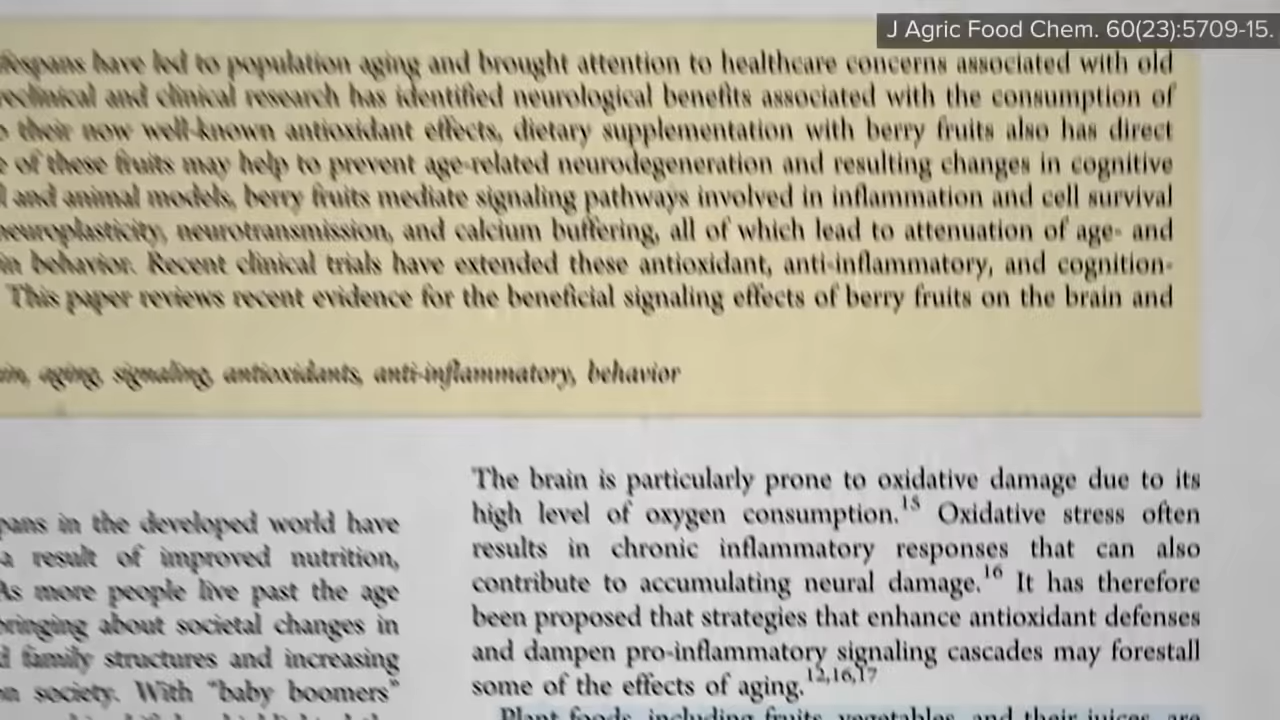 J Agric Food Chem. 60(23):5709-15.
lifespans have led to population aging and brought attention to healthcare concerns associated with old
preclinical and clinical research has identified neurological benefits associated with the consumption of
their now well-known antioxidant effects, dietary supplementation with berry fruits also has direct
of these fruits may help to prevent age-related neurodegeneration and resulting changes in cognitive
and animal models, berry fruits mediate signaling pathways involved in inflammation and cell survival
neuroplasticity, neurotransmission, and calcium buffering, all of which lead to attenuation of age- and
in behavior. Recent clinical trials have extended these antioxidant, anti-inflammatory, and cognition-
This paper reviews recent evidence for the beneficial signaling effects of berry fruits on the brain and
aging, signaling, antioxidants, anti-inflammatory, behavior
pans in the developed world have
a result of improved nutrition,
As more people live past the age
bringing about societal changes in
family structures and increasing
on society. With "baby boomers"
The brain is particularly prone to oxidative damage due to its
high level of oxygen consumption.15 Oxidative stress often
results in chronic inflammatory responses that can also
contribute to accumulating neural damage.16 It has therefore
been proposed that strategies that enhance antioxidant defenses
and dampen pro-inflammatory signaling cascades may forestall
some of the effects of aging.12,16,17
Plant foods, including fruits, vegetables, and their juices, are